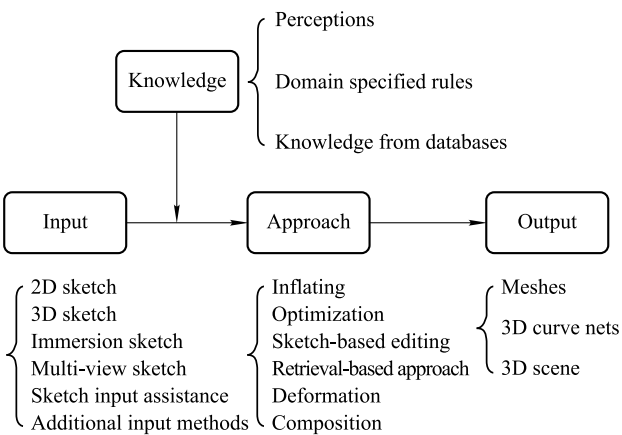 Perceptions
Knowledge
Domain specified rules
Knowledge from databases
Input
Approach
Output
2D sketch
3D sketch
Immersion sketch
Multi-view sketch
Sketch input assistance
Additional input methods
Inflating
Optimization
Sketch-based editing
Retrieval-based approach
Deformation
Composition
Meshes
3D curve nets
3D scene